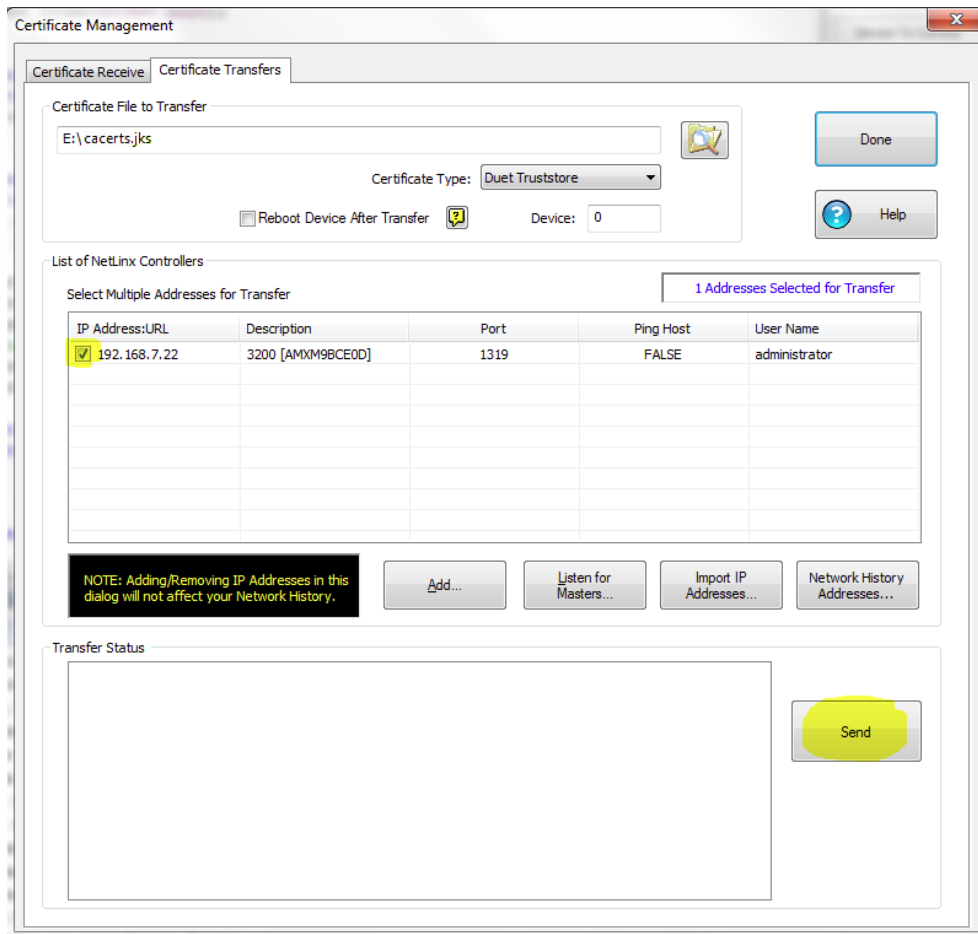 Certificate Management
Certificate Receive
Certificate Transfers
Certificate File to Transfer
E:\cacerts.jks
Done
Certificate Type: Duet Truststore
Reboot Device After Transfer
Device: 0
Help
List of NetLinx Controllers
Select Multiple Addresses for Transfer
1 Addresses Selected for Transfer
IP Address:URL Description Port Ping Host User Name
192.168.7.22 3200 [AMXM9BCE0D] 1319 FALSE administrator
NOTE: Adding/Removing IP Addresses in this
dialog will not affect your Network History.
Add...
Listen for
Masters...
Import IP
Addresses...
Network History
Addresses...
Transfer Status
Send